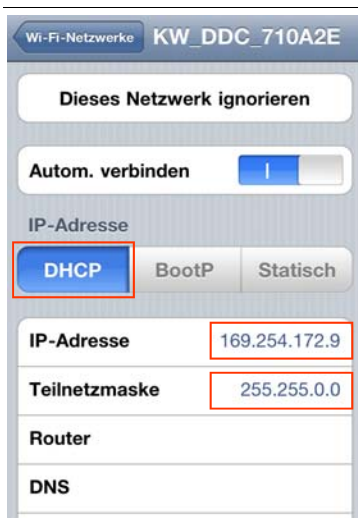 Wi-Fi-Netzwerke KW_DDC_710A2E
Dieses Netzwerk ignorieren
Autom. verbinden
IP-Adresse
DHCP BootP Statisch
IP-Adresse 169.254.172.9
Teilnetzmaske 255.255.0.0
Router
DNS